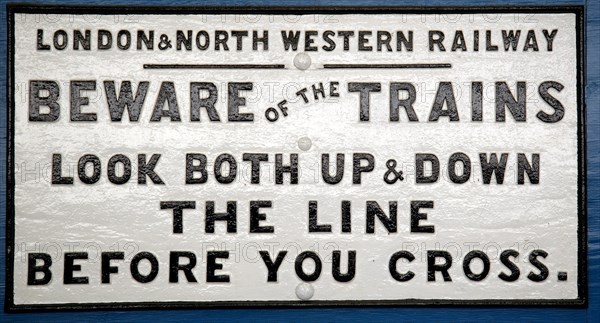 LONDON & NORTH WESTERN RAILWAY
BEWARE OF THE TRAINS
LOOK BOTH UP & DOWN
THE LINE
BEFORE YOU CROSS.